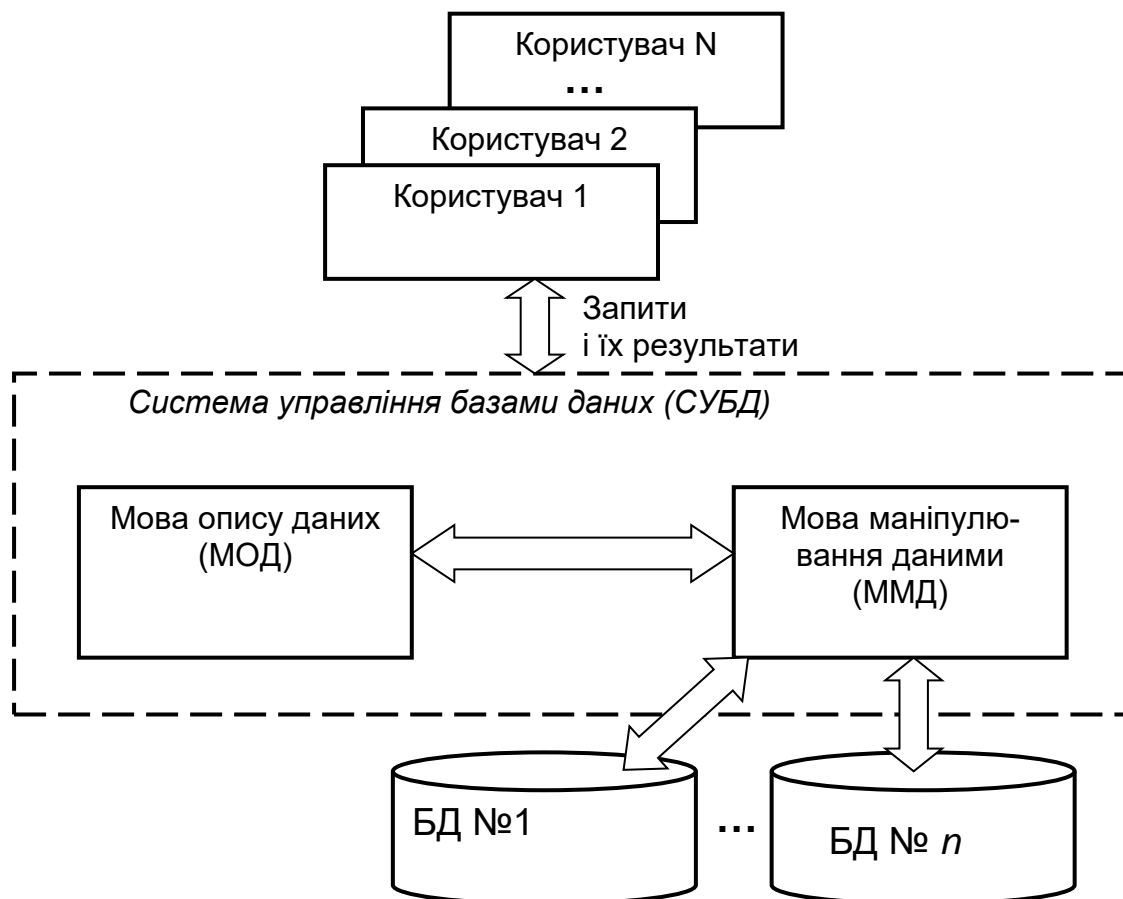 Користувач N
...
Користувач 2
Користувач 1
Запити
і їх результати
Система управління базами даних (СУБД)
Мова опису даних
(МОД)
Мова маніпулю-
вання даними
(ММД)
БД №1
...
БД № n